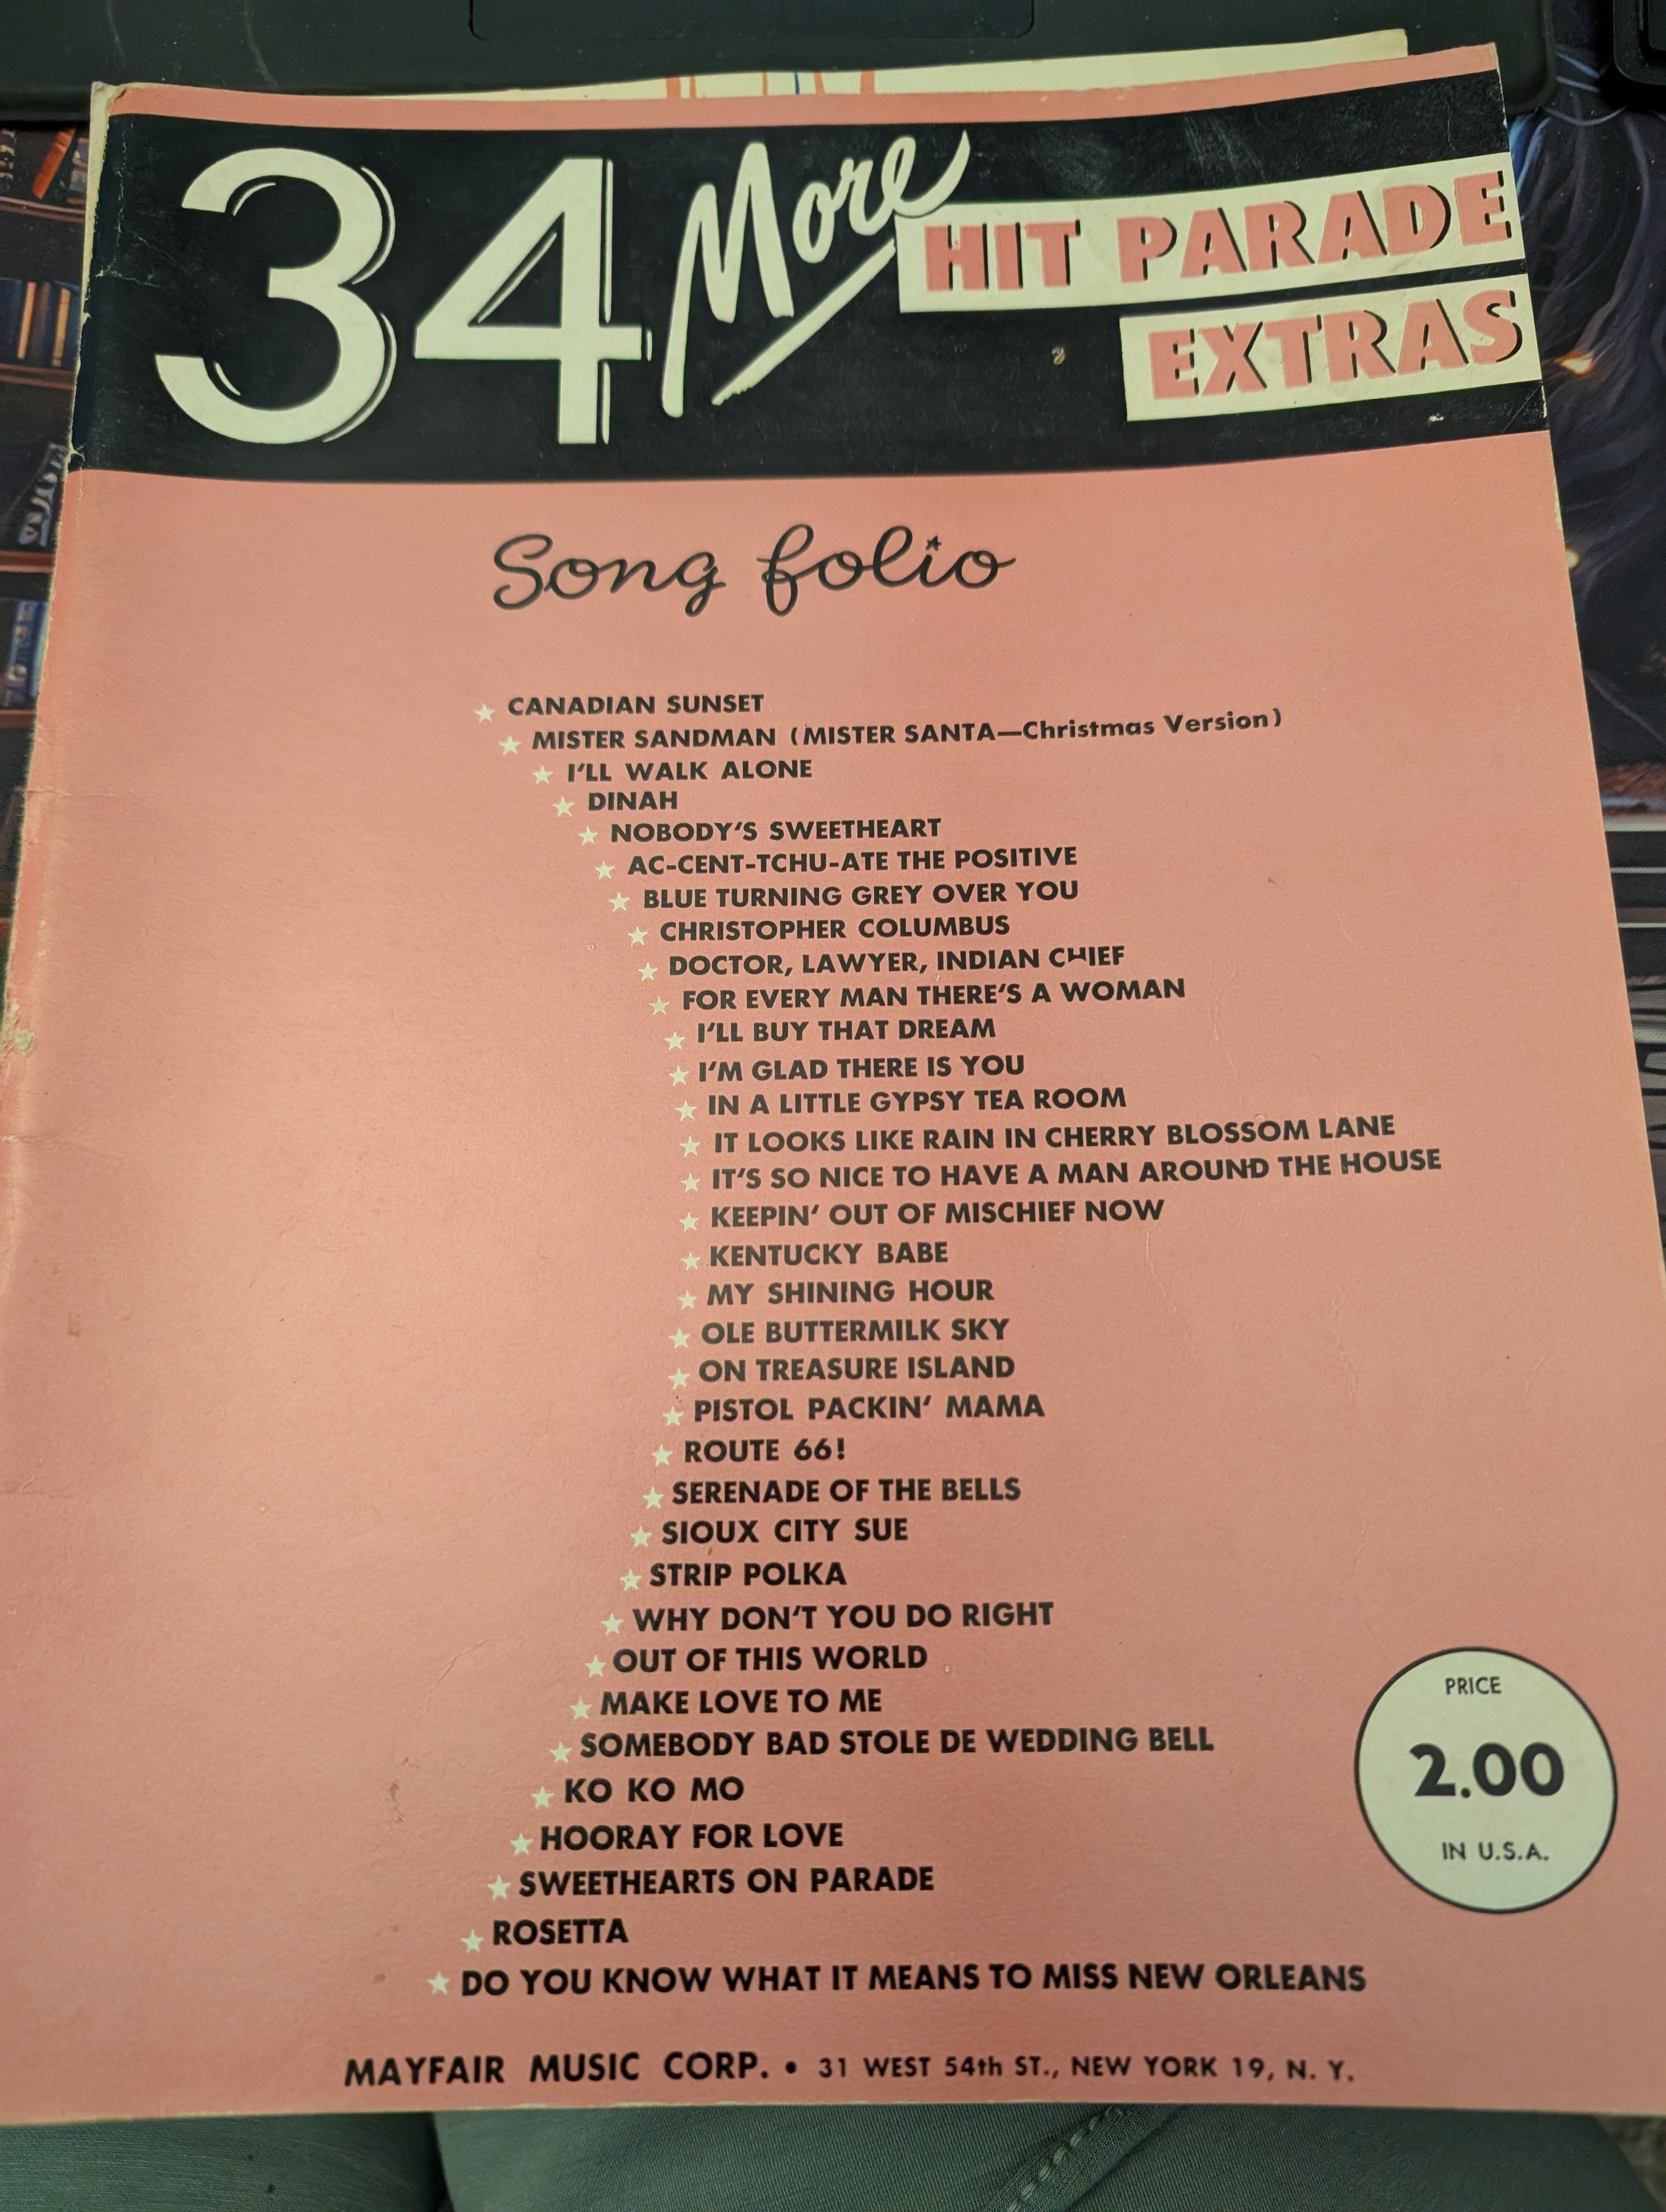 34 More HIT PARADE
EXTRAS
Song folio
CANADIAN SUNSET
MISTER SANDMAN (MISTER SANTA—Christmas Version)
I'LL WALK ALONE
DINAH
NOBODY'S SWEETHEART
AC-CENT-TCHU-ATE THE POSITIVE
BLUE TURNING GREY OVER YOU
CHRISTOPHER COLUMBUS
DOCTOR, LAWYER, INDIAN CHIEF
FOR EVERY MAN THERE'S A WOMAN
I'LL BUY THAT DREAM
I'M GLAD THERE IS YOU
IN A LITTLE GYPSY TEA ROOM
IT LOOKS LIKE RAIN IN CHERRY BLOSSOM LANE
IT'S SO NICE TO HAVE A MAN AROUND THE HOUSE
KEEPIN' OUT OF MISCHIEF NOW
KENTUCKY BABE
MY SHINING HOUR
OLE BUTTERMILK SKY
ON TREASURE ISLAND
PISTOL PACKIN' MAMA
ROUTE 66!
SERENADE OF THE BELLS
SIOUX CITY SUE
STRIP POLKA
WHY DON'T YOU DO RIGHT
OUT OF THIS WORLD
MAKE LOVE TO ME
SOMEBODY BAD STOLE DE WEDDING BELL
KO KO MO
HOORAY FOR LOVE
SWEETHEARTS ON PARADE
ROSETTA
DO YOU KNOW WHAT IT MEANS TO MISS NEW ORLEANS
PRICE
2.00
IN U.S.A.
MAYFAIR MUSIC CORP. • 31 WEST 54th ST., NEW YORK 19, N. Y.